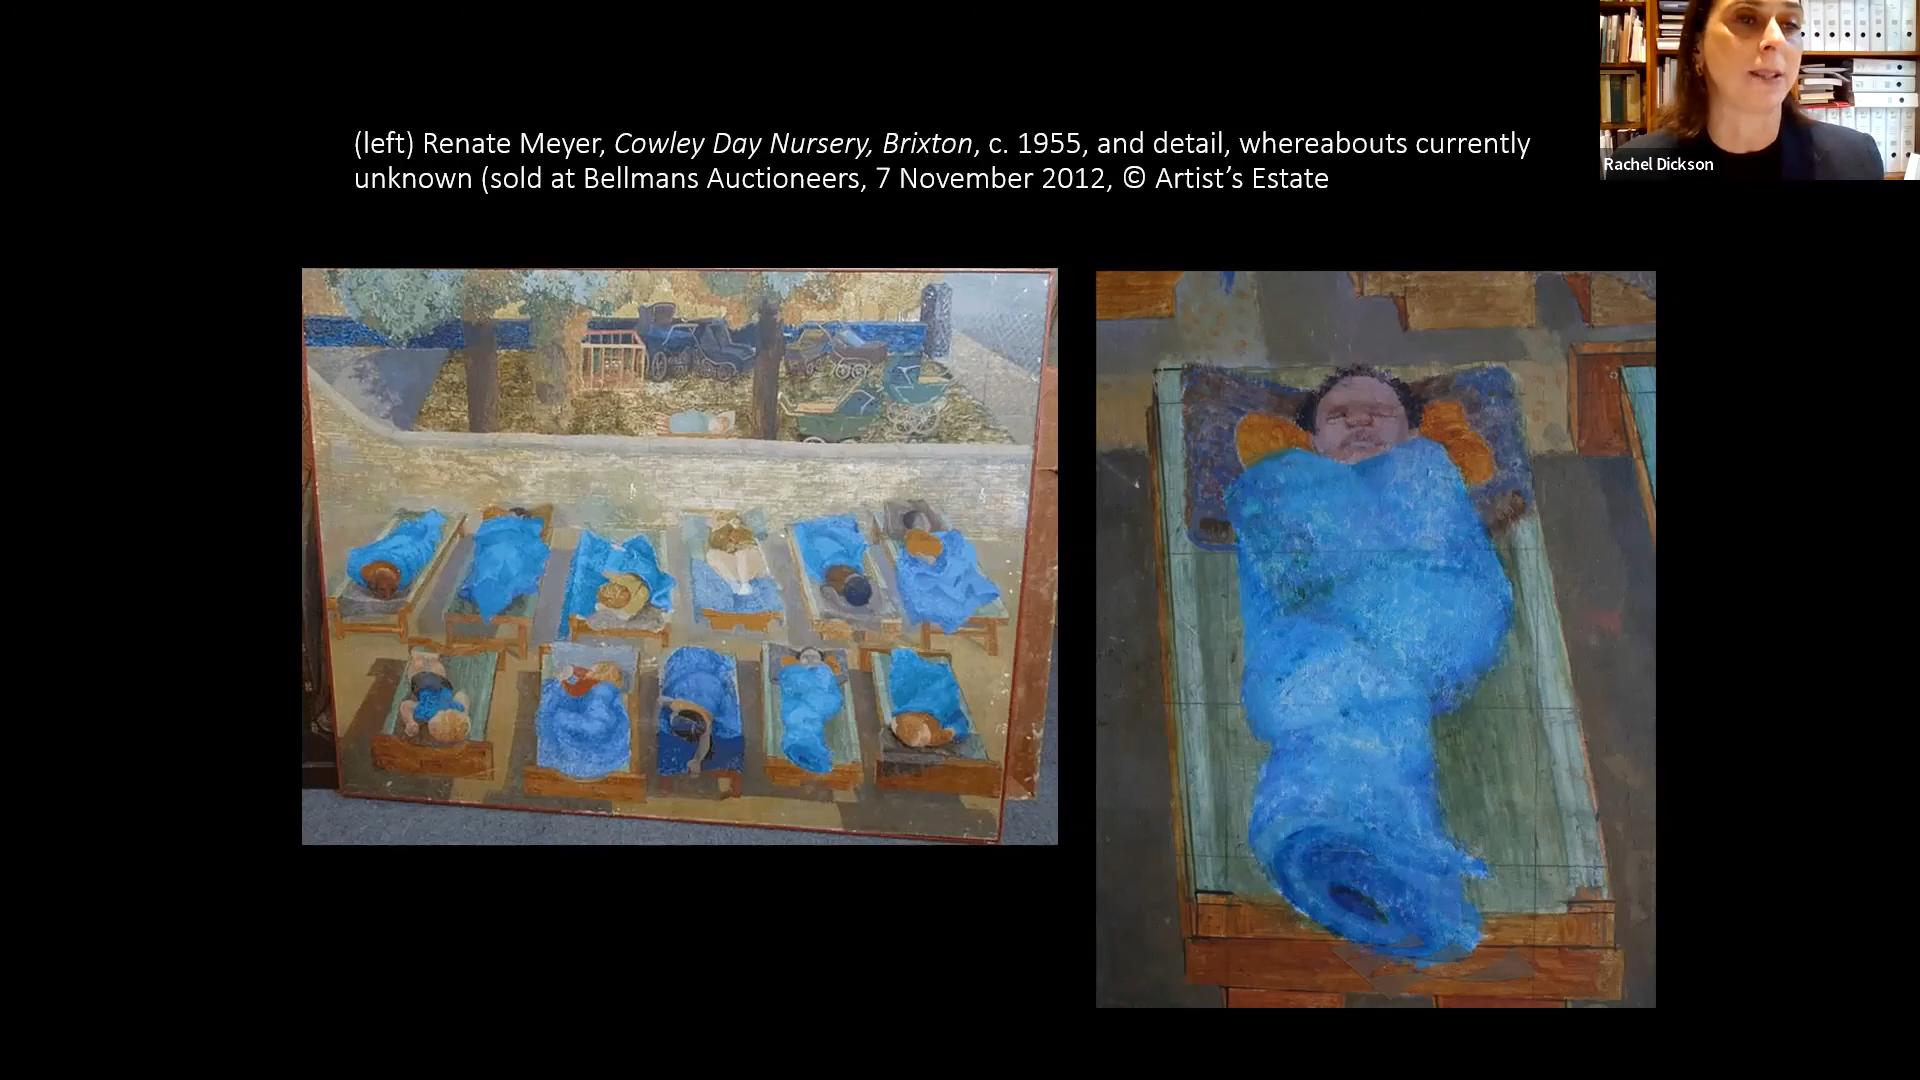 (left) Renate Meyer, Cowley Day Nursery, Brixton, c. 1955, and detail, whereabouts currently
unknown (sold at Bellmans Auctioneers, 7 November 2012, © Artist’s Estate
Rachel Dickson